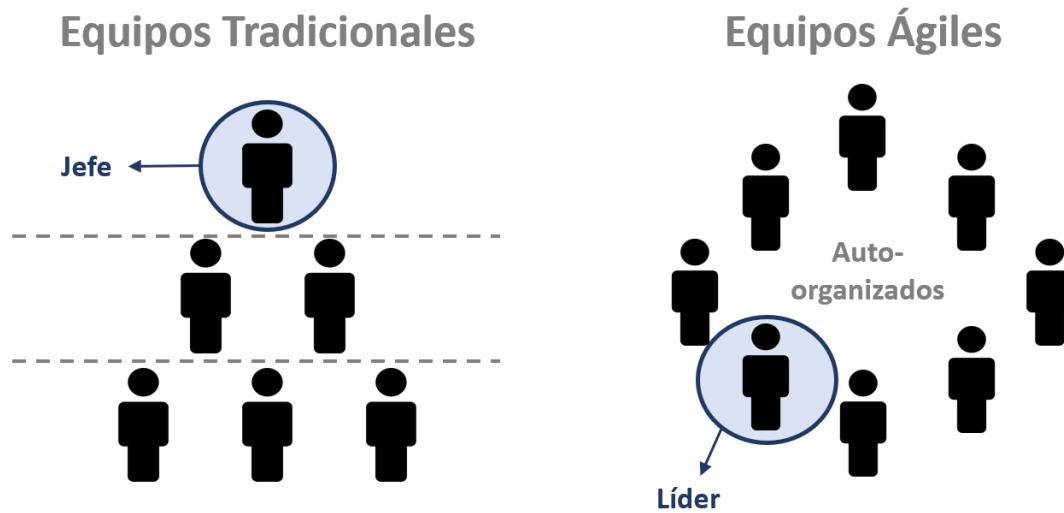 Equipos Tradicionales
Equipos Ágiles
Jefe
Auto-
organizados
Líder